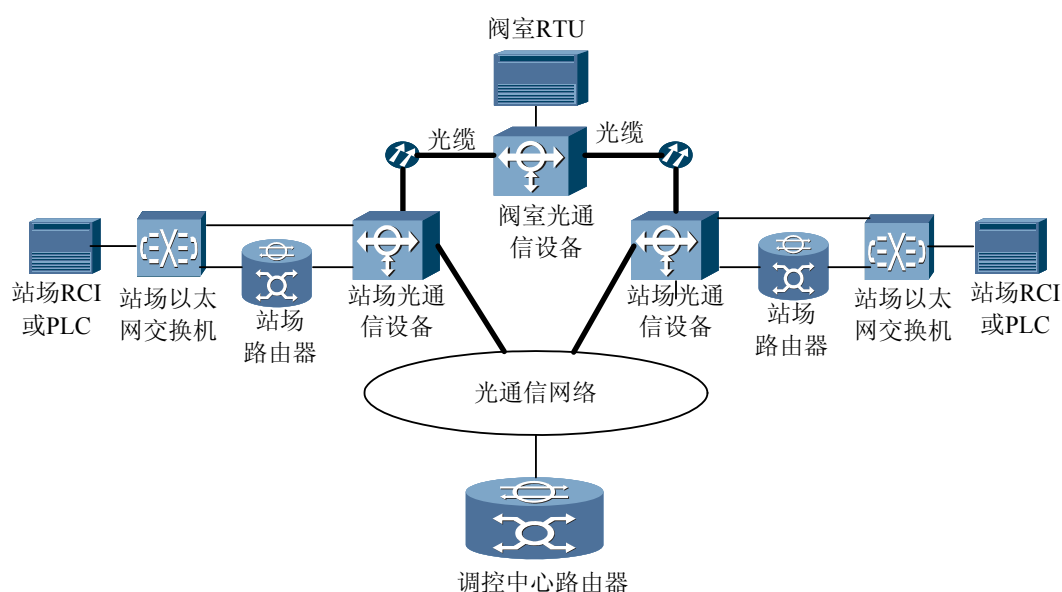 阀室RTU
光缆
光缆
阀室光通
信设备
站场RCI
或PLC
站场以太
网交换机
站场
路由器
站场光通
信设备
站场光通
信设备
站场
路由器
站场以太
网交换机
站场RCI
或PLC
光通信网络
调控中心路由器